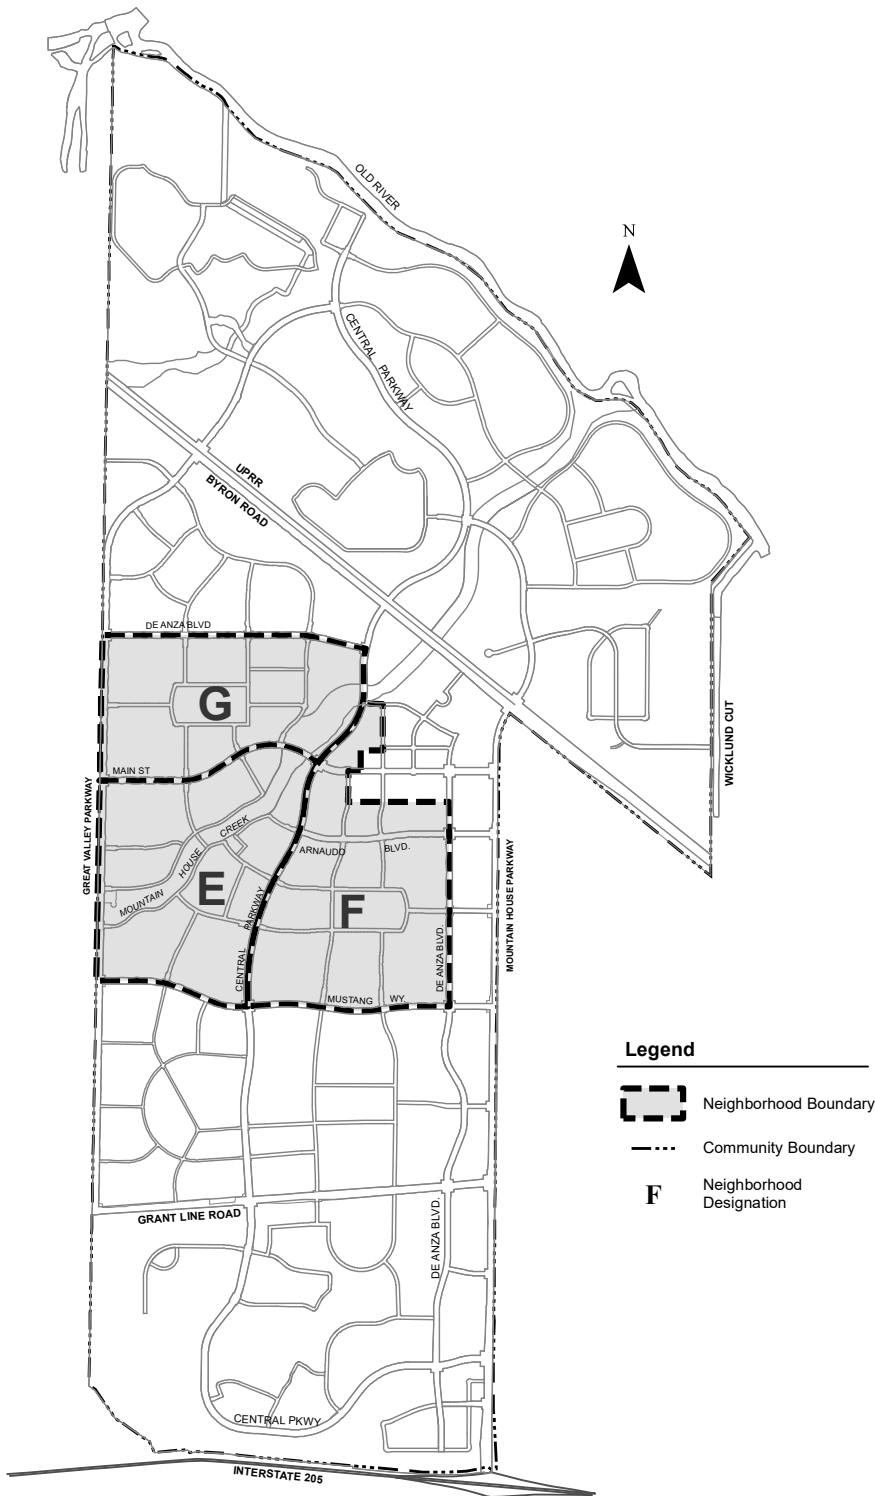 OLD RIVER
N
CENTRAL PARKWAY
UPRR
BYRON ROAD
DE ANZA BLVD
G
WICKLUND CUT
MAIN ST
GREAT VALLEY PARKWAY
CREEK
HOUSE
MOUNTAIN
ARNAUDO BLVD.
E
F
MOUNTAIN HOUSE PARKWAY
CENTRAL PARKWAY
DE ANZA BLVD.
MUSTANG WY.
Legend
Neighborhood Boundary
Community Boundary
F
Neighborhood
Designation
GRANT LINE ROAD
DE ANZA BLVD.
CENTRAL PKWY
INTERSTATE 205